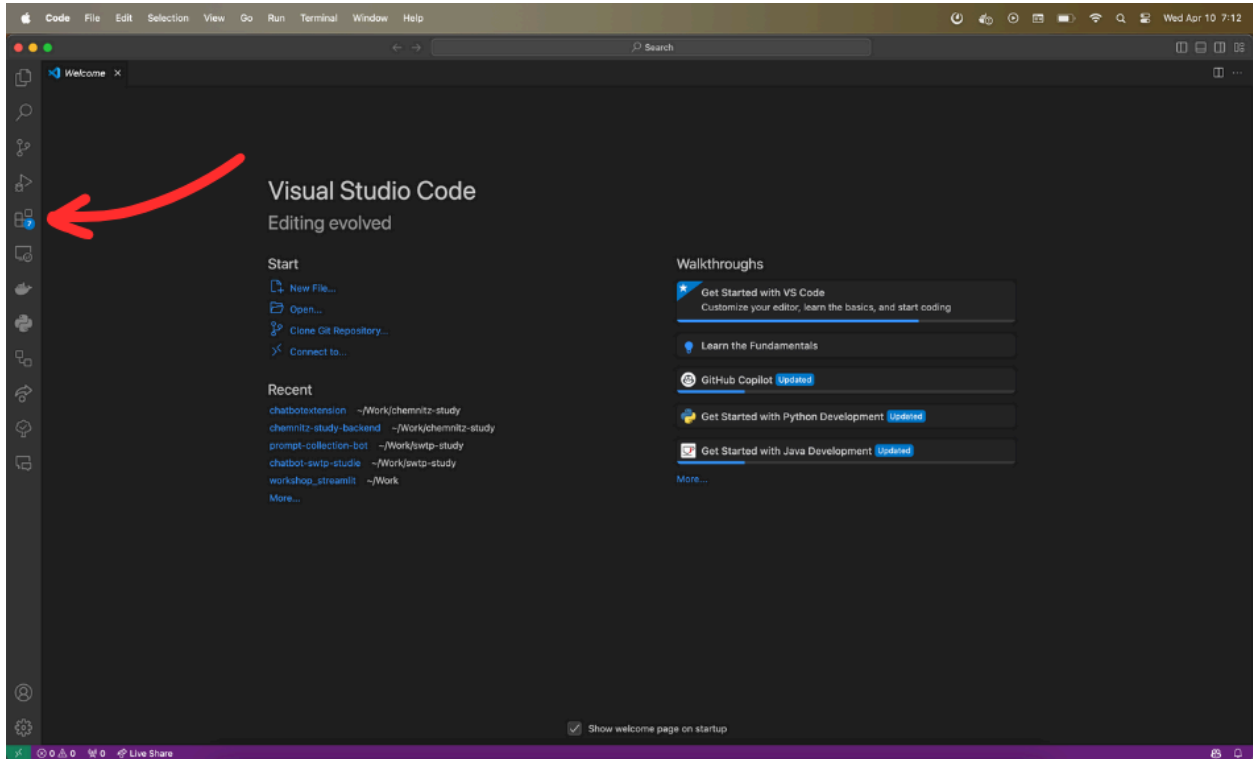 Code File Edit Selection View Go Run Terminal Window Help Wed Apr 10 7:12
Search
Welcome
7
Visual Studio Code
Editing evolved
Start
New File...
Open...
Clone Git Repository...
Connect to...
Recent
chatbotextension ~/Work/chemnitz-study
chemnitz-study-backend ~/Work/chemnitz-study
prompt-collection-bot ~/Work/swtp-study
chatbot-swtp-studie ~/Work/swtp-study
workshop_streamlit ~/Work
More...
Walkthroughs
Get Started with VS Code
Customize your editor, learn the basics, and start coding
Learn the Fundamentals
GitHub Copilot Updated
Get Started with Python Development Updated
Get Started with Java Development Updated
More...
Show welcome page on startup
0 0 0 Live Share